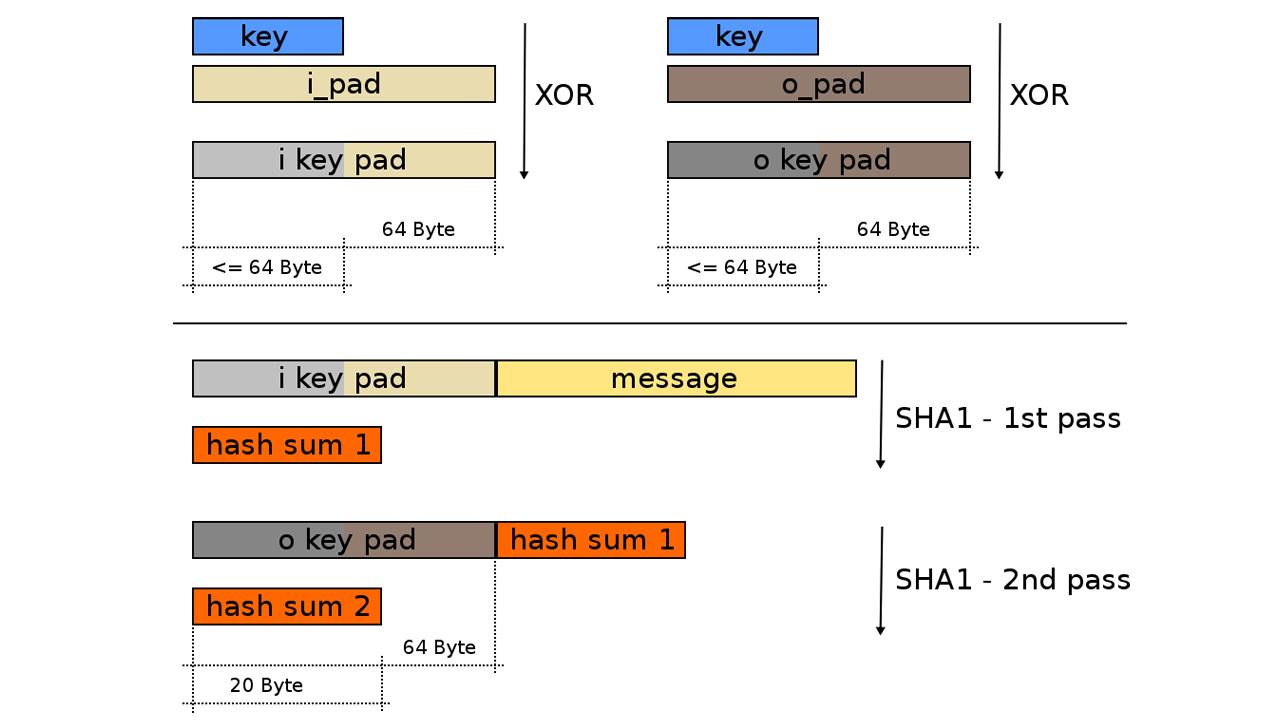 key
i_pad
XOR
i key pad
64 Byte
<= 64 Byte
key
o_pad
XOR
o key pad
64 Byte
<= 64 Byte
i key pad
message
SHA1 - 1st pass
hash sum 1
o key pad
hash sum 1
SHA1 - 2nd pass
hash sum 2
64 Byte
20 Byte